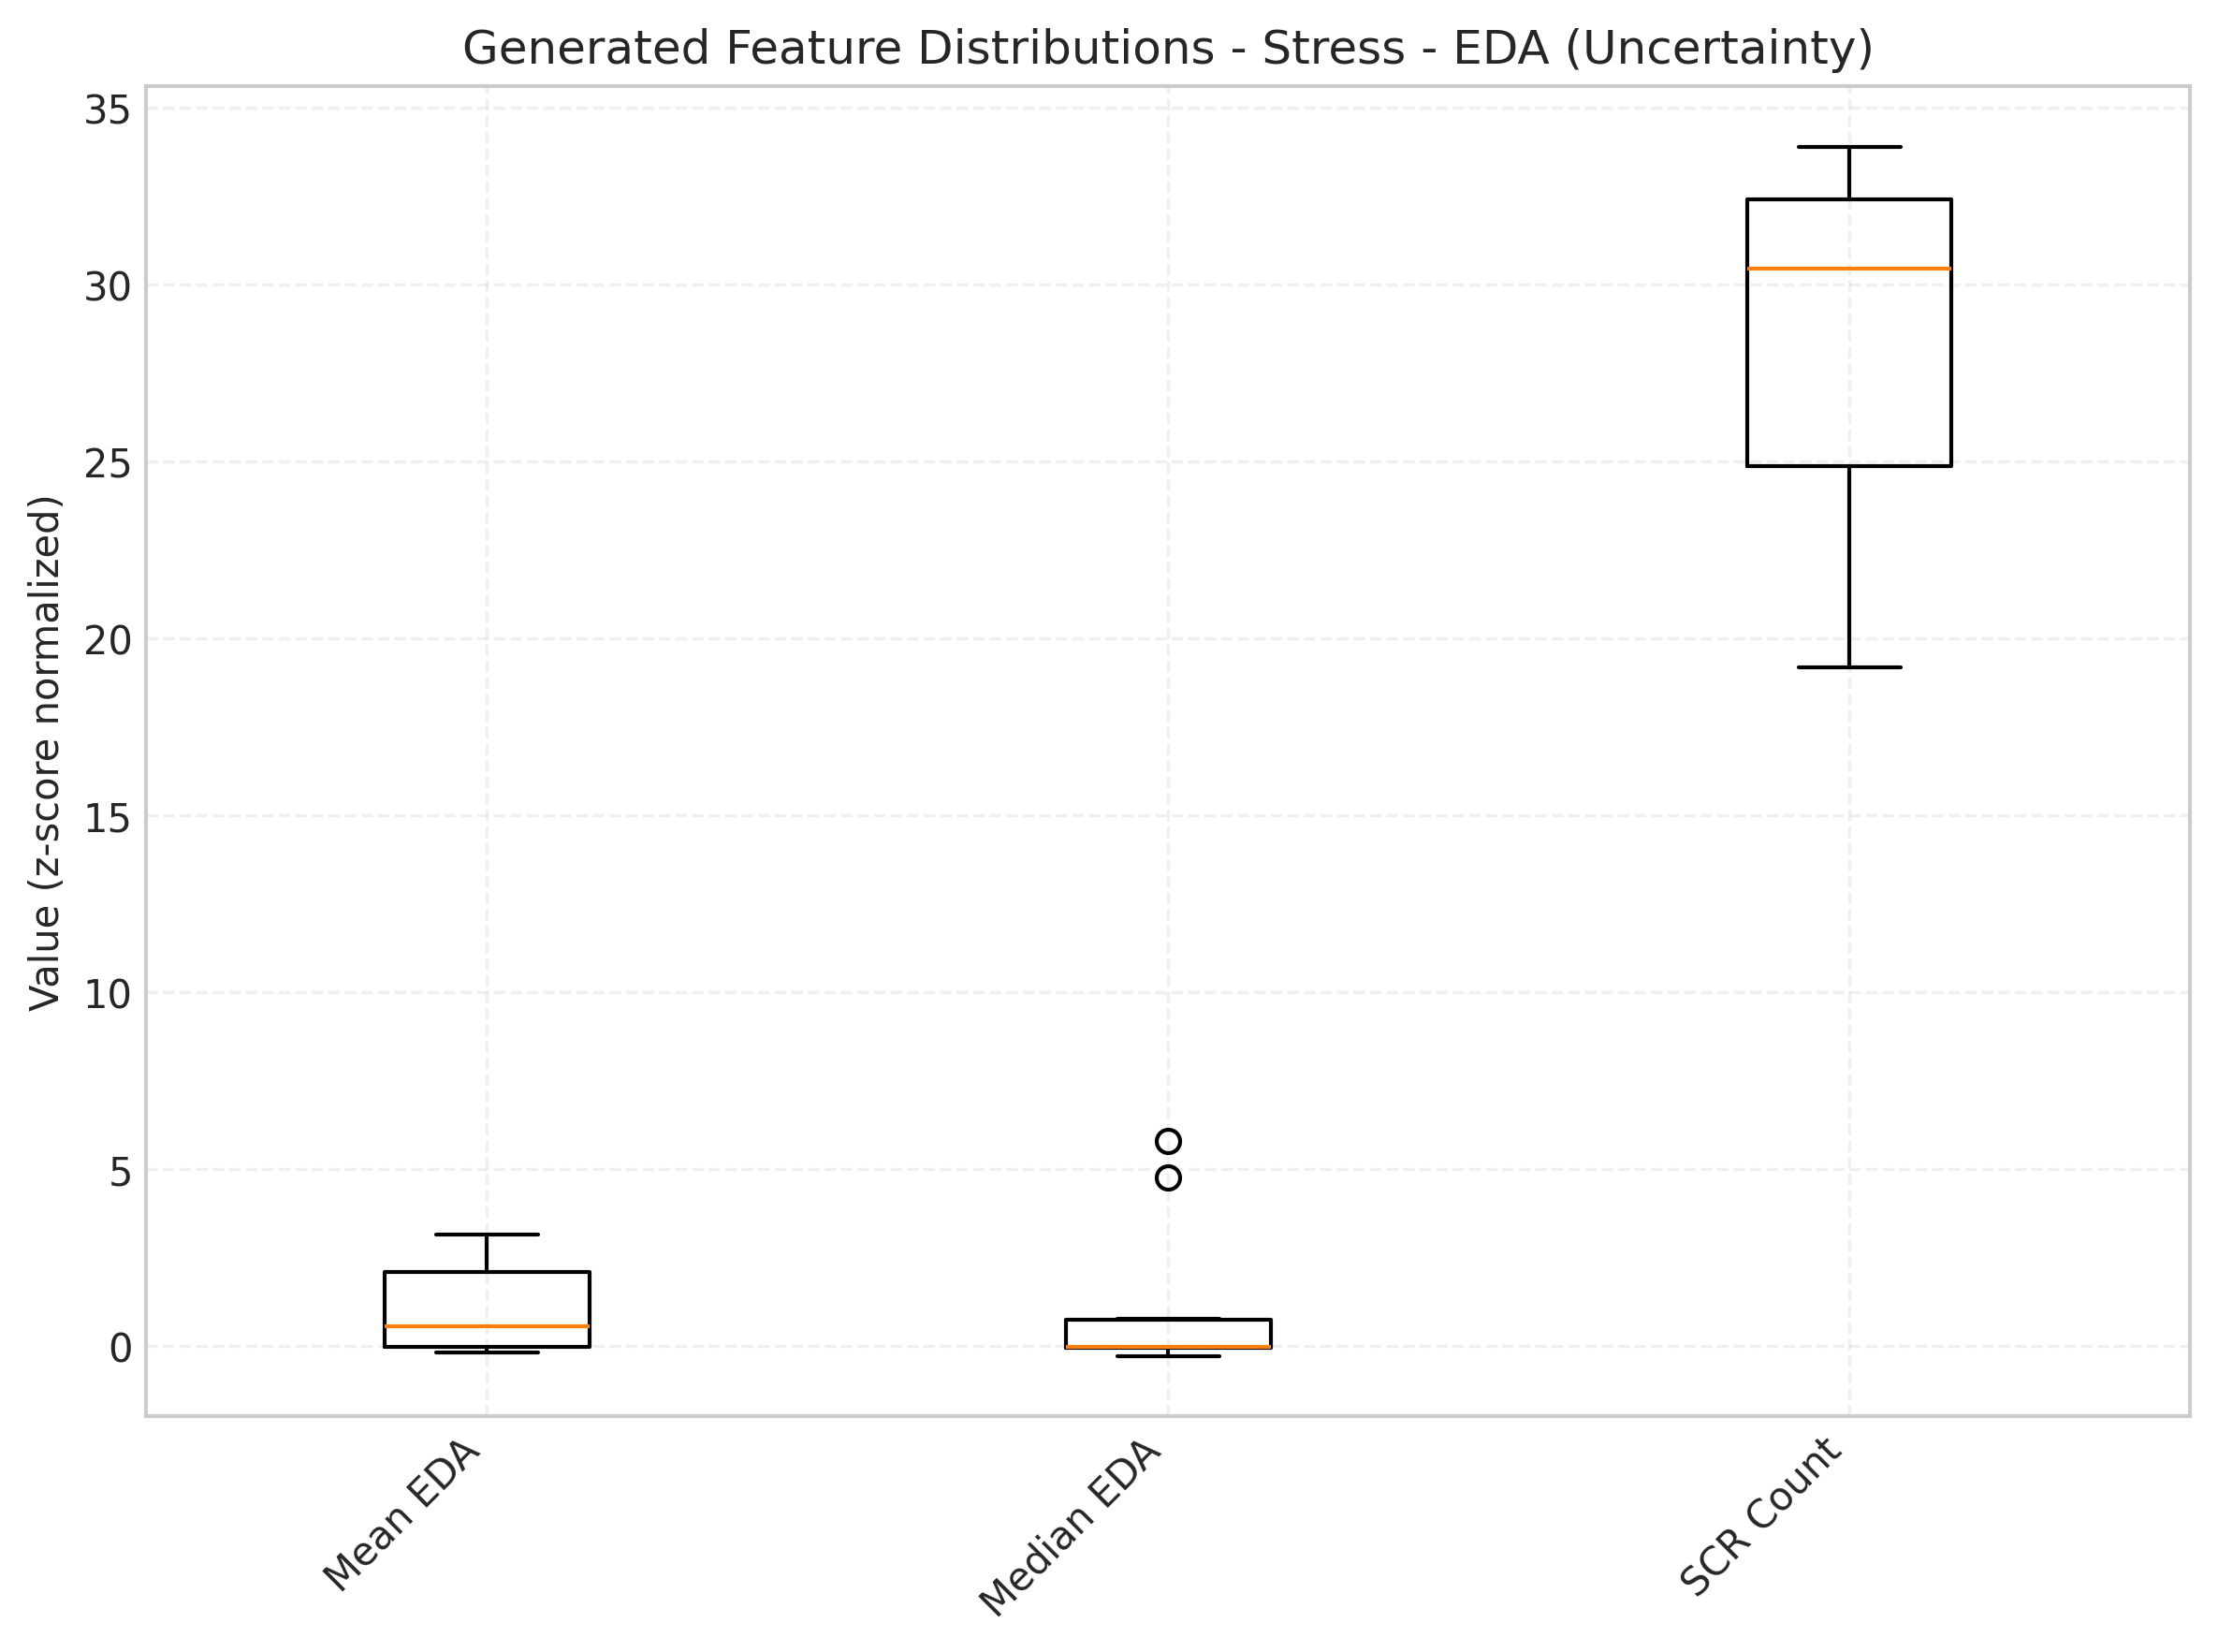 Generated Feature Distributions - Stress - EDA (Uncertainty)
Value (z-score normalized)
35
30
25
20
15
10
5
0
Mean EDA
Median EDA
SCR Count